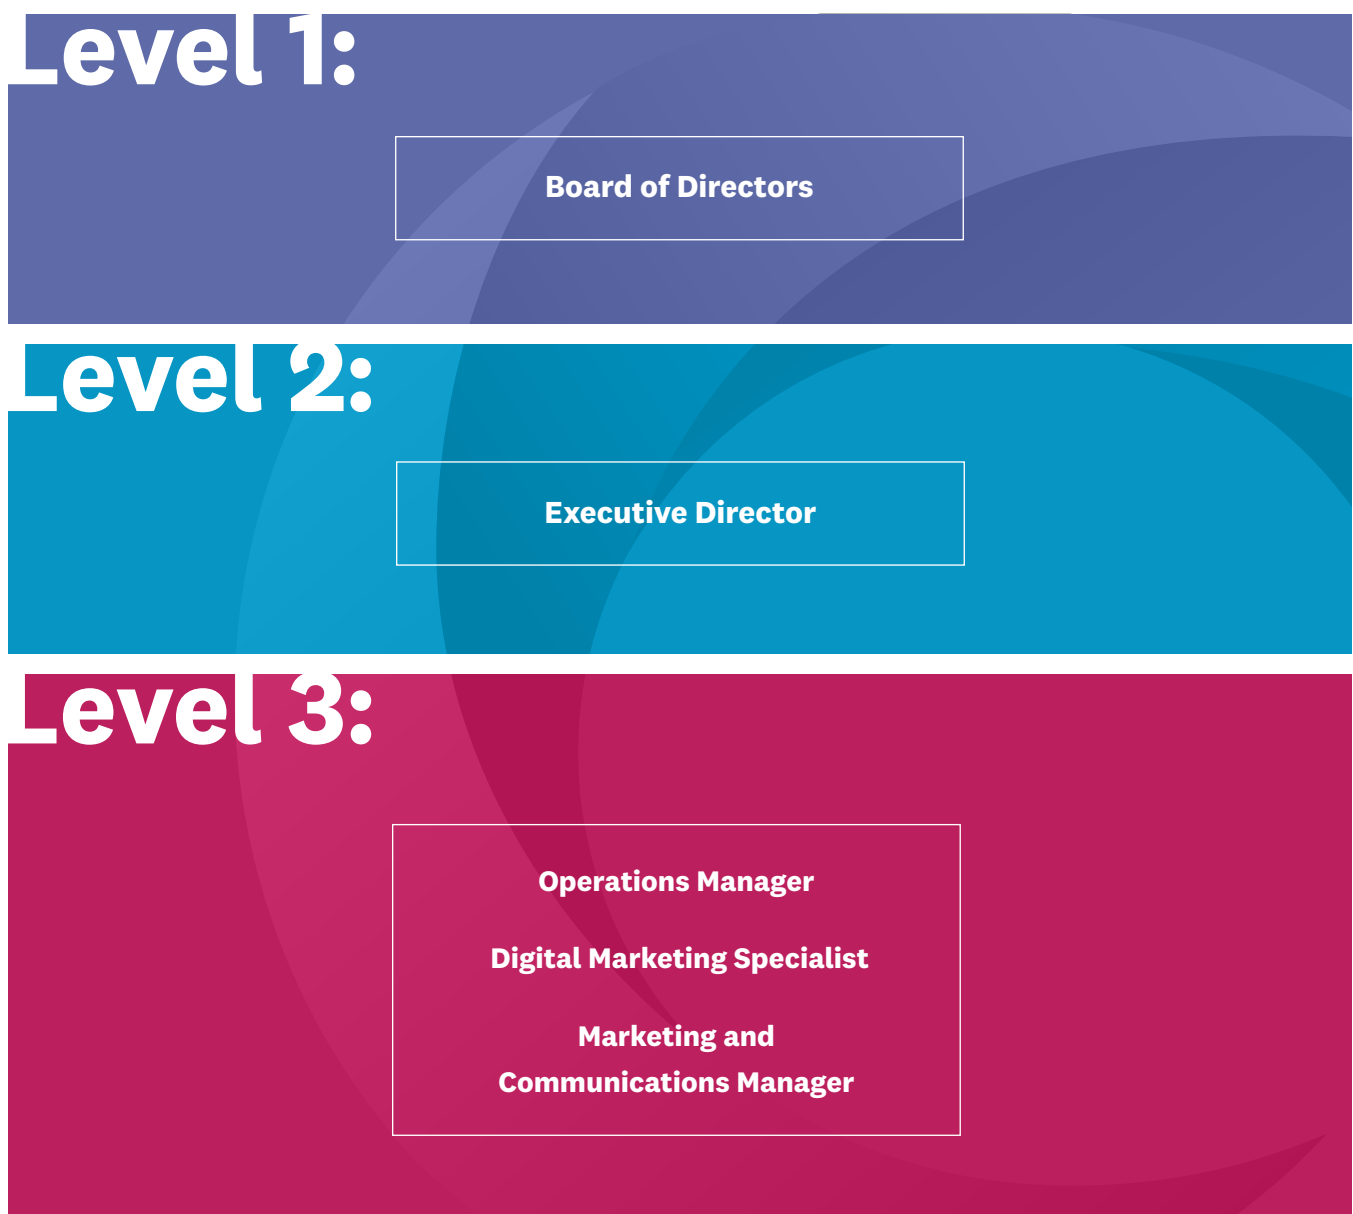 Level 1:
Board of Directors
Level 2:
Executive Director
Level 3:
Operations Manager
Digital Marketing Specialist
Marketing and
Communications Manager